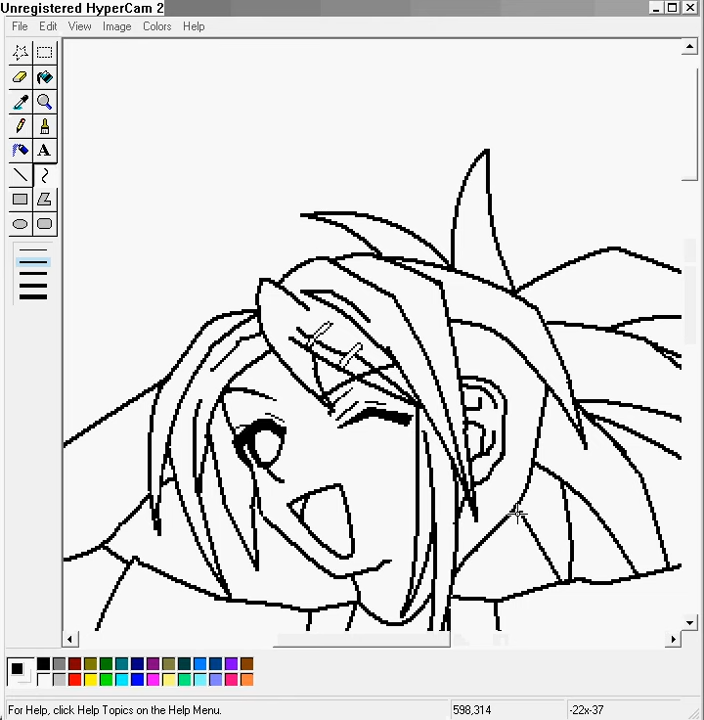 Unregistered HyperCam 2
File Edit View Image Colors Help
A
For Help, click Help Topics on the Help Menu. 598,314 -22x-37